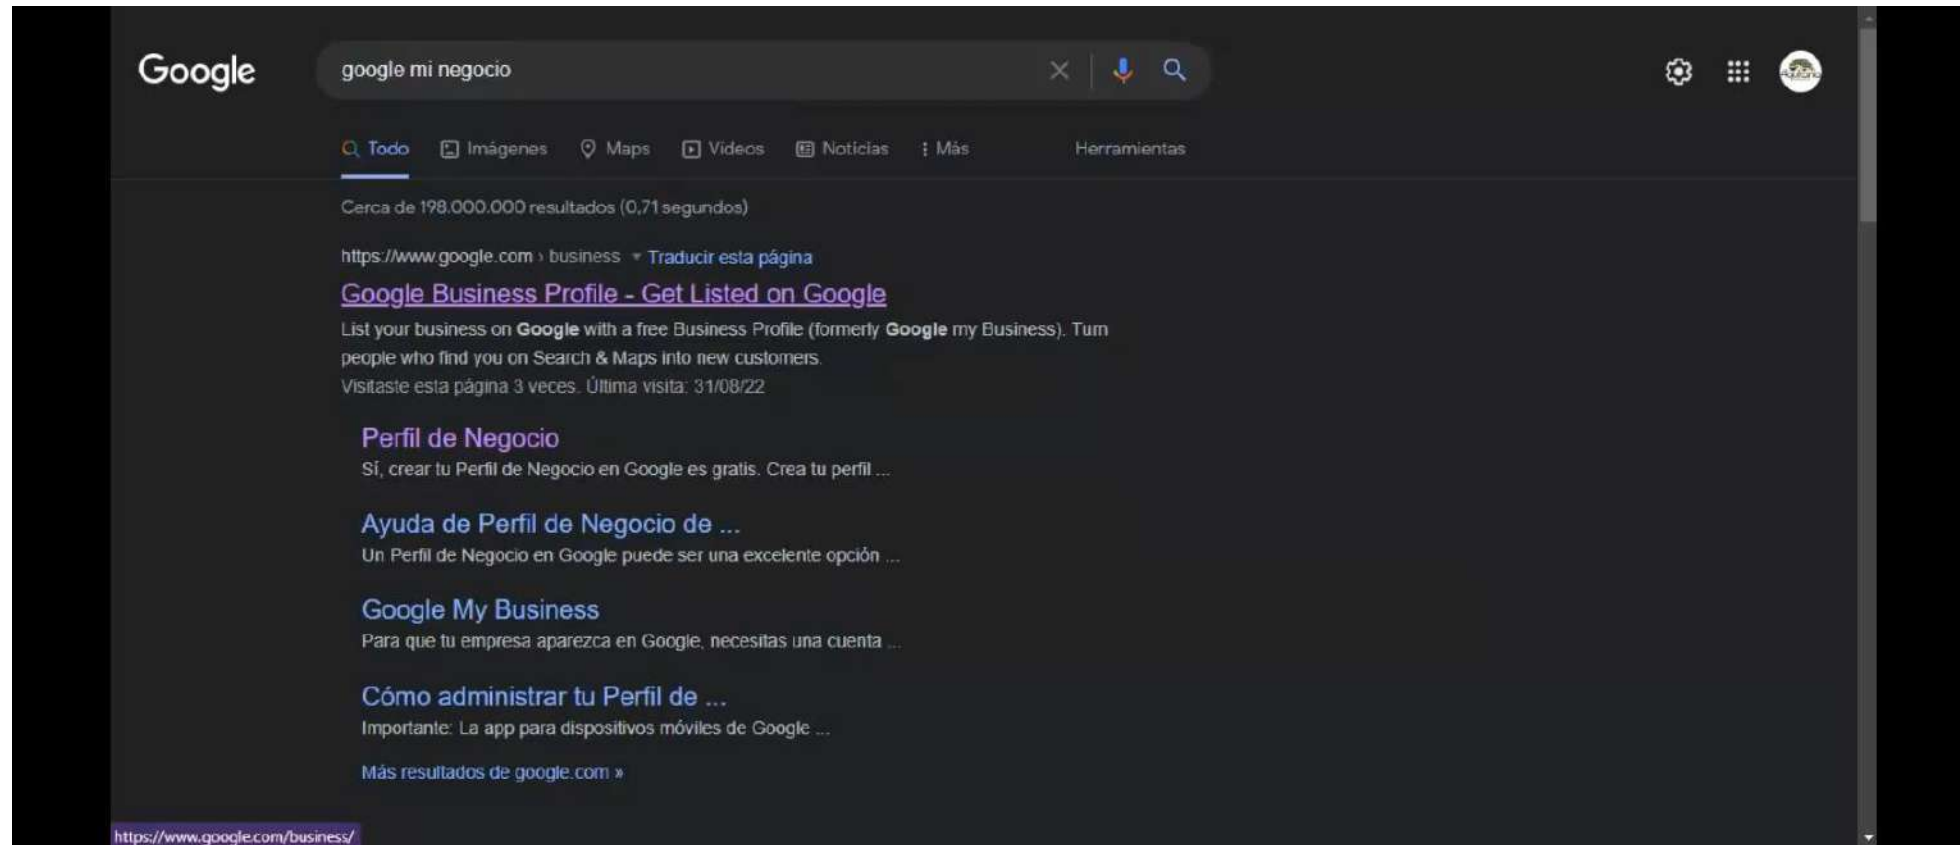 Google
google mi negocio
Todo Imágenes Maps Videos Noticias Más Herramientas
Cerca de 198.000.000 resultados (0,71 segundos)
https://www.google.com › business Traducir esta página
Google Business Profile - Get Listed on Google
List your business on Google with a free Business Profile (formerly Google my Business). Turn
people who find you on Search & Maps into new customers.
Visitaste esta página 3 veces. Última visita: 31/08/22
Perfil de Negocio
Sí, crear tu Perfil de Negocio en Google es gratis. Crea tu perfil ...
Ayuda de Perfil de Negocio de ...
Un Perfil de Negocio en Google puede ser una excelente opción ...
Google My Business
Para que tu empresa aparezca en Google, necesitas una cuenta ...
Cómo administrar tu Perfil de ...
Importante: La app para dispositivos móviles de Google ...
Más resultados de google.com »
https://www.google.com/business/